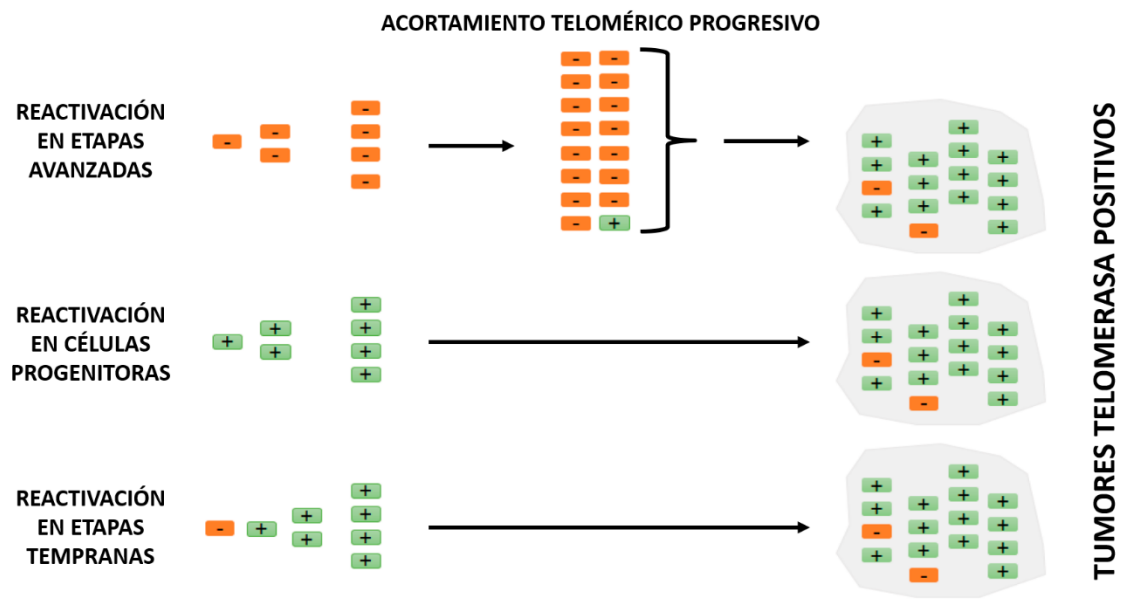 ACORTAMIENTO TELOMÉRICO PROGRESIVO
REACTIVACIÓN
EN ETAPAS
AVANZADAS
REACTIVACIÓN
EN CÉLULAS
PROGENITORAS
REACTIVACIÓN
EN ETAPAS
TEMPRANAS
TUMORES TELOMERASA POSITIVOS